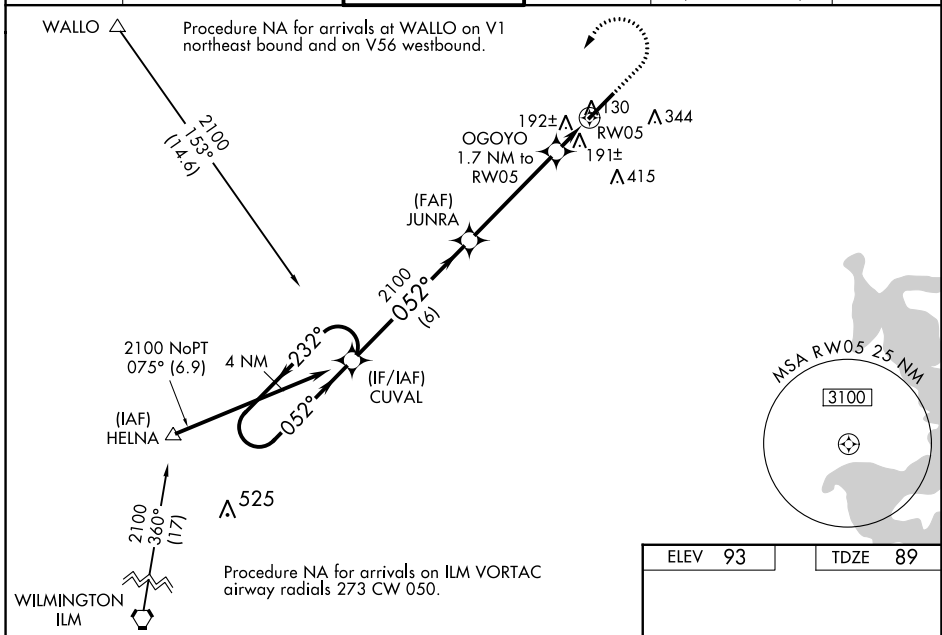 WALLO
Procedure NA for arrivals at WALLO on V1
northeast bound and on V56 westbound.
2100
153°
(14.6)
192±
130
RW05
344
OGOYO
1.7 NM to
RW05
191±
415
(FAF)
JUNRA
2100
052°
(6)
2100 NoPT
075° (6.9)
4 NM
232°
052°
(IF/IAF)
CUVAL
(IAF)
HELNA
MSA RW05 25 NM
3100
525
2100
360°
(17)
Procedure NA for arrivals on ILM VORTAC
airway radials 273 CW 050.
WILMINGTON
ILM
ELEV 93
TDZE 89